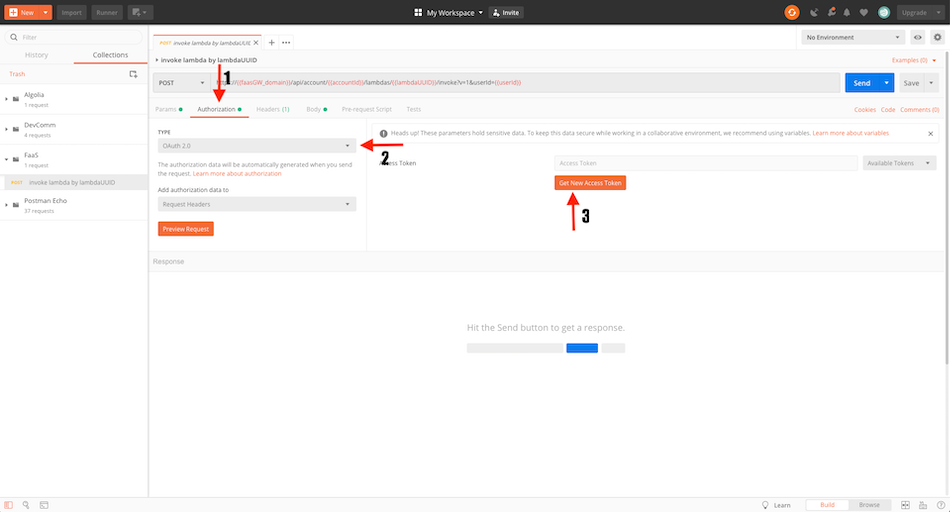 New
Import
Runner
My Workspace
Invite
Upgrade
Filter
History
Collections
Trash
Algolia
1 request
DevComm
4 requests
FaaS
1 request
POST invoke lambda by lambdaUUID
Postman Echo
37 requests
POST invoke lambda by lambdaUUI
No Environment
invoke lambda by lambdaUUID
Examples (0)
1
POST
{{faasGW_domain}}/api/account/{{accountId}}/lambdas/{{lambdaUUID}}/invoke?v=1&userId={{userId}}
Send
Save
Params
Authorization
Headers (1)
Body
Pre-request Script
Tests
Cookies
Code
Comments (0)
TYPE
OAuth 2.0
2
The authorization data will be automatically generated when you send
the request. Learn more about authorization
Add authorization data to
Request Headers
Preview Request
Heads up! These parameters hold sensitive data. To keep this data secure while working in a collaborative environment, we recommend using variables. Learn more about variables
Token
Access Token
Available Tokens
Get New Access Token
3
Response
Hit the Send button to get a response.
Learn
Build
Browse